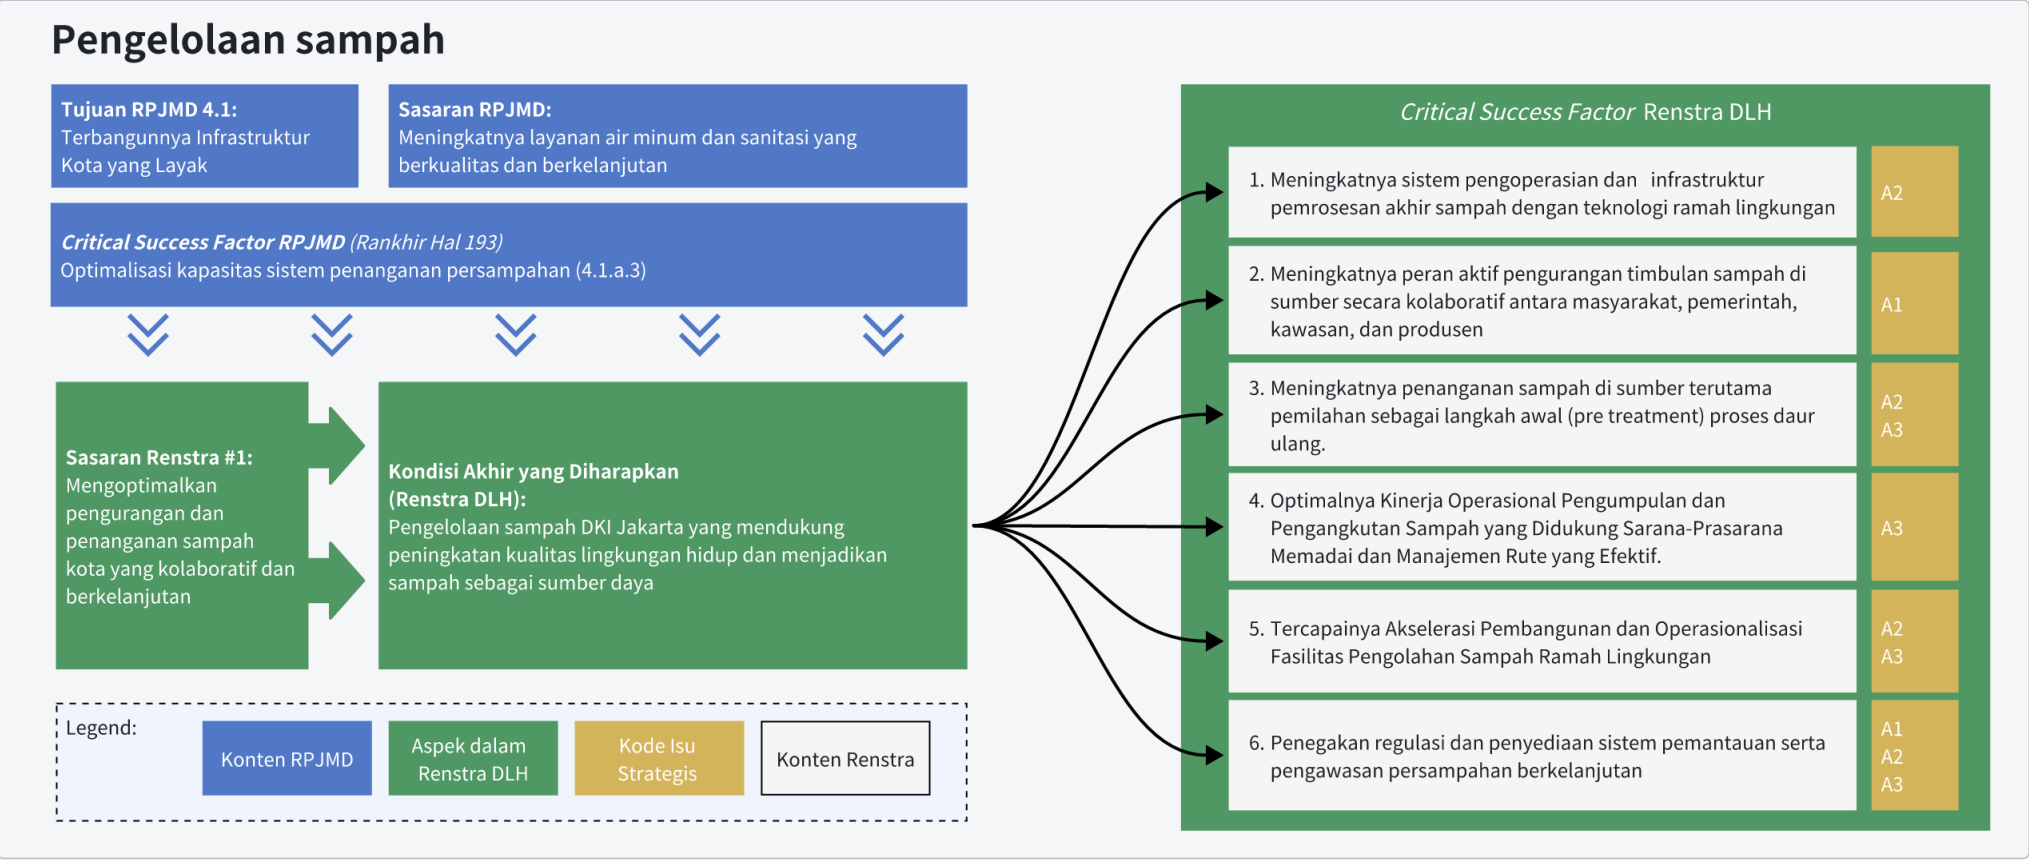 Pengelolaan sampah
Tujuan RPJMD 4.1:
Terbangunnya Infrastruktur
Kota yang Layak
Sasaran RPJMD:
Meningkatnya layanan air minum dan sanitasi yang
berkualitas dan berkelanjutan
Critical Success Factor RPJMD (Rankhir Hal 193)
Optimalisasi kapasitas sistem penanganan persampahan (4.1.a.3)
Sasaran Renstra #1:
Mengoptimalkan
pengurangan dan
penanganan sampah
kota yang kolaboratif dan
berkelanjutan
Kondisi Akhir yang Diharapkan
(Renstra DLH):
Pengelolaan sampah DKI Jakarta yang mendukung
peningkatan kualitas lingkungan hidup dan menjadikan
sampah sebagai sumber daya
Legend:
Konten RPJMD
Aspek dalam
Renstra DLH
Kode Isu
Strategis
Konten Renstra
Critical Success Factor Renstra DLH
1. Meningkatnya sistem pengoperasian dan infrastruktur
pemrosesan akhir sampah dengan teknologi ramah lingkungan
A2
2. Meningkatnya peran aktif pengurangan timbulan sampah di
sumber secara kolaboratif antara masyarakat, pemerintah,
kawasan, dan produsen
A1
3. Meningkatnya penanganan sampah di sumber terutama
pemilahan sebagai langkah awal (pre treatment) proses daur
ulang.
A2
A3
4. Optimalnya Kinerja Operasional Pengumpulan dan
Pengangkutan Sampah yang Didukung Sarana-Prasarana
Memadai dan Manajemen Rute yang Efektif.
A3
5. Tercapainya Akselerasi Pembangunan dan Operasionalisasi
Fasilitas Pengolahan Sampah Ramah Lingkungan
A2
A3
6. Penegakan regulasi dan penyediaan sistem pemantauan serta
pengawasan persampahan berkelanjutan
A1
A2
A3